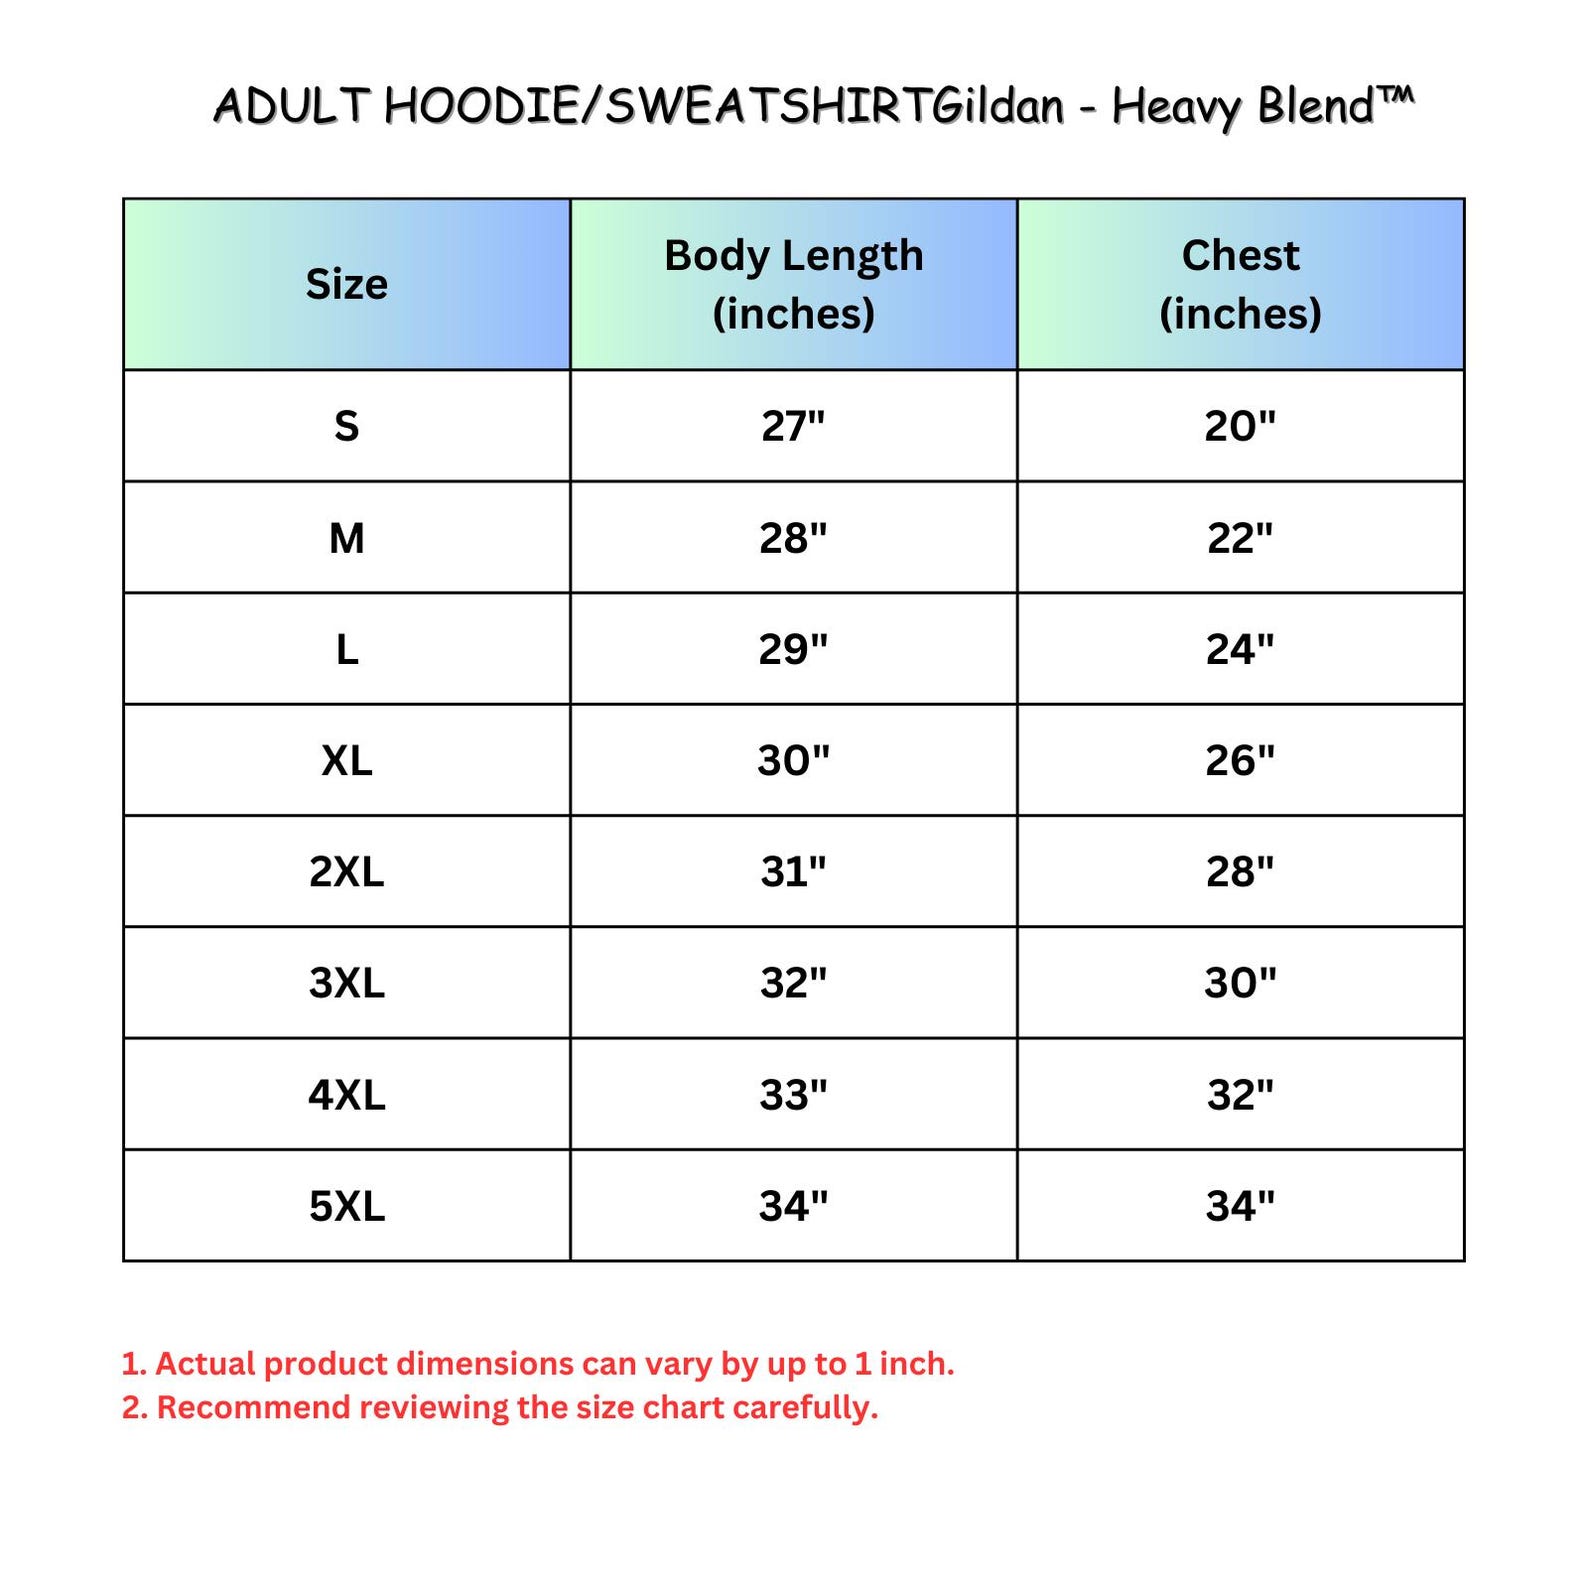 ADULT HOODIE/SWEATSHIRTGildan - Heavy Blend™
Size Body Length (inches) Chest (inches)
S 27" 20"
M 28" 22"
L 29" 24"
XL 30" 26"
2XL 31" 28"
3XL 32" 30"
4XL 33" 32"
5XL 34" 34"
1. Actual product dimensions can vary by up to 1 inch.
2. Recommend reviewing the size chart carefully.